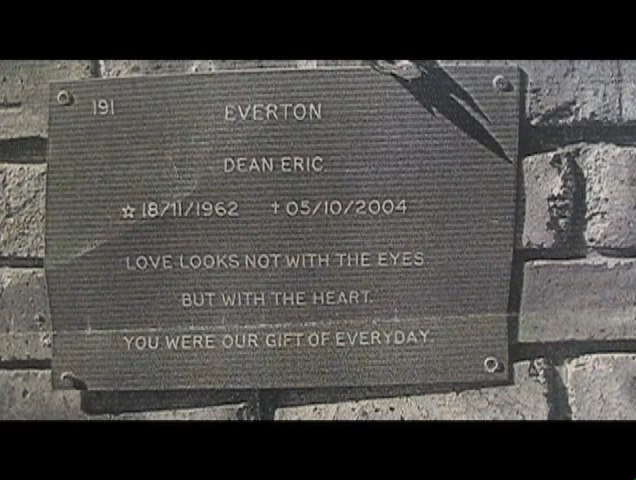 191
EVERTON
DEAN ERIC
☆ 18/11/1962 † 05/10/2004
LOVE LOOKS NOT WITH THE EYES
BUT WITH THE HEART.
YOU WERE OUR GIFT OF EVERYDAY.